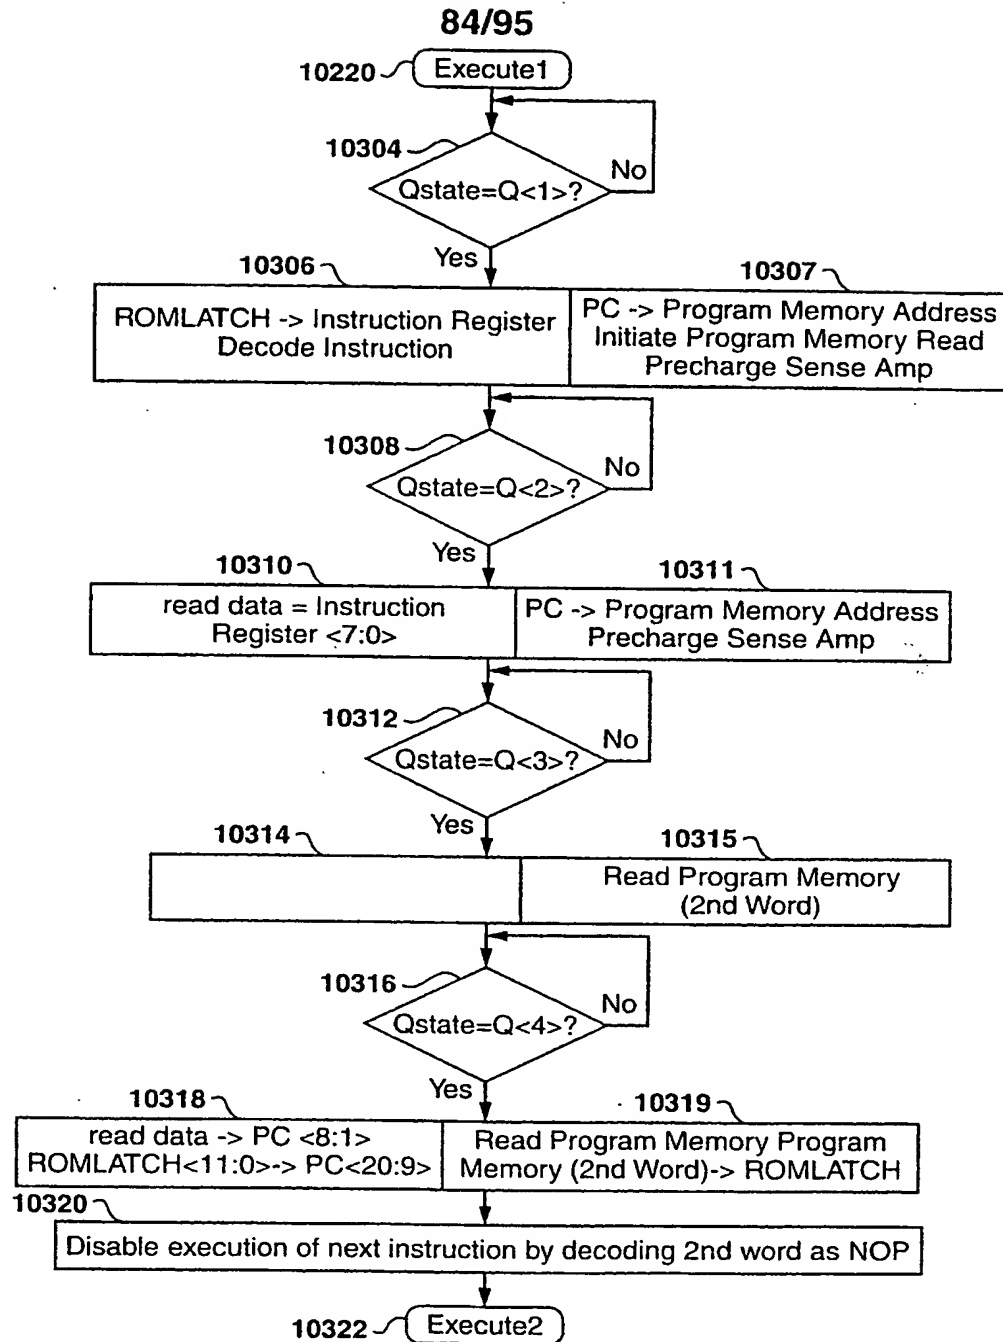 84/95
10220 Execute1
10304
Qstate=Q<1>?
No
Yes
10306
10307
ROMLATCH -> Instruction Register
Decode Instruction
PC -> Program Memory Address
Initiate Program Memory Read
Precharge Sense Amp
10308
Qstate=Q<2>?
No
Yes
10310
10311
read data = Instruction
Register <7:0>
PC -> Program Memory Address
Precharge Sense Amp
10312
Qstate=Q<3>?
No
Yes
10314
10315
Read Program Memory
(2nd Word)
10316
Qstate=Q<4>?
No
Yes
10318
10319
read data -> PC <8:1>
ROMLATCH<11:0>-> PC<20:9>
Read Program Memory Program
Memory (2nd Word)-> ROMLATCH
10320
Disable execution of next instruction by decoding 2nd word as NOP
10322 Execute2